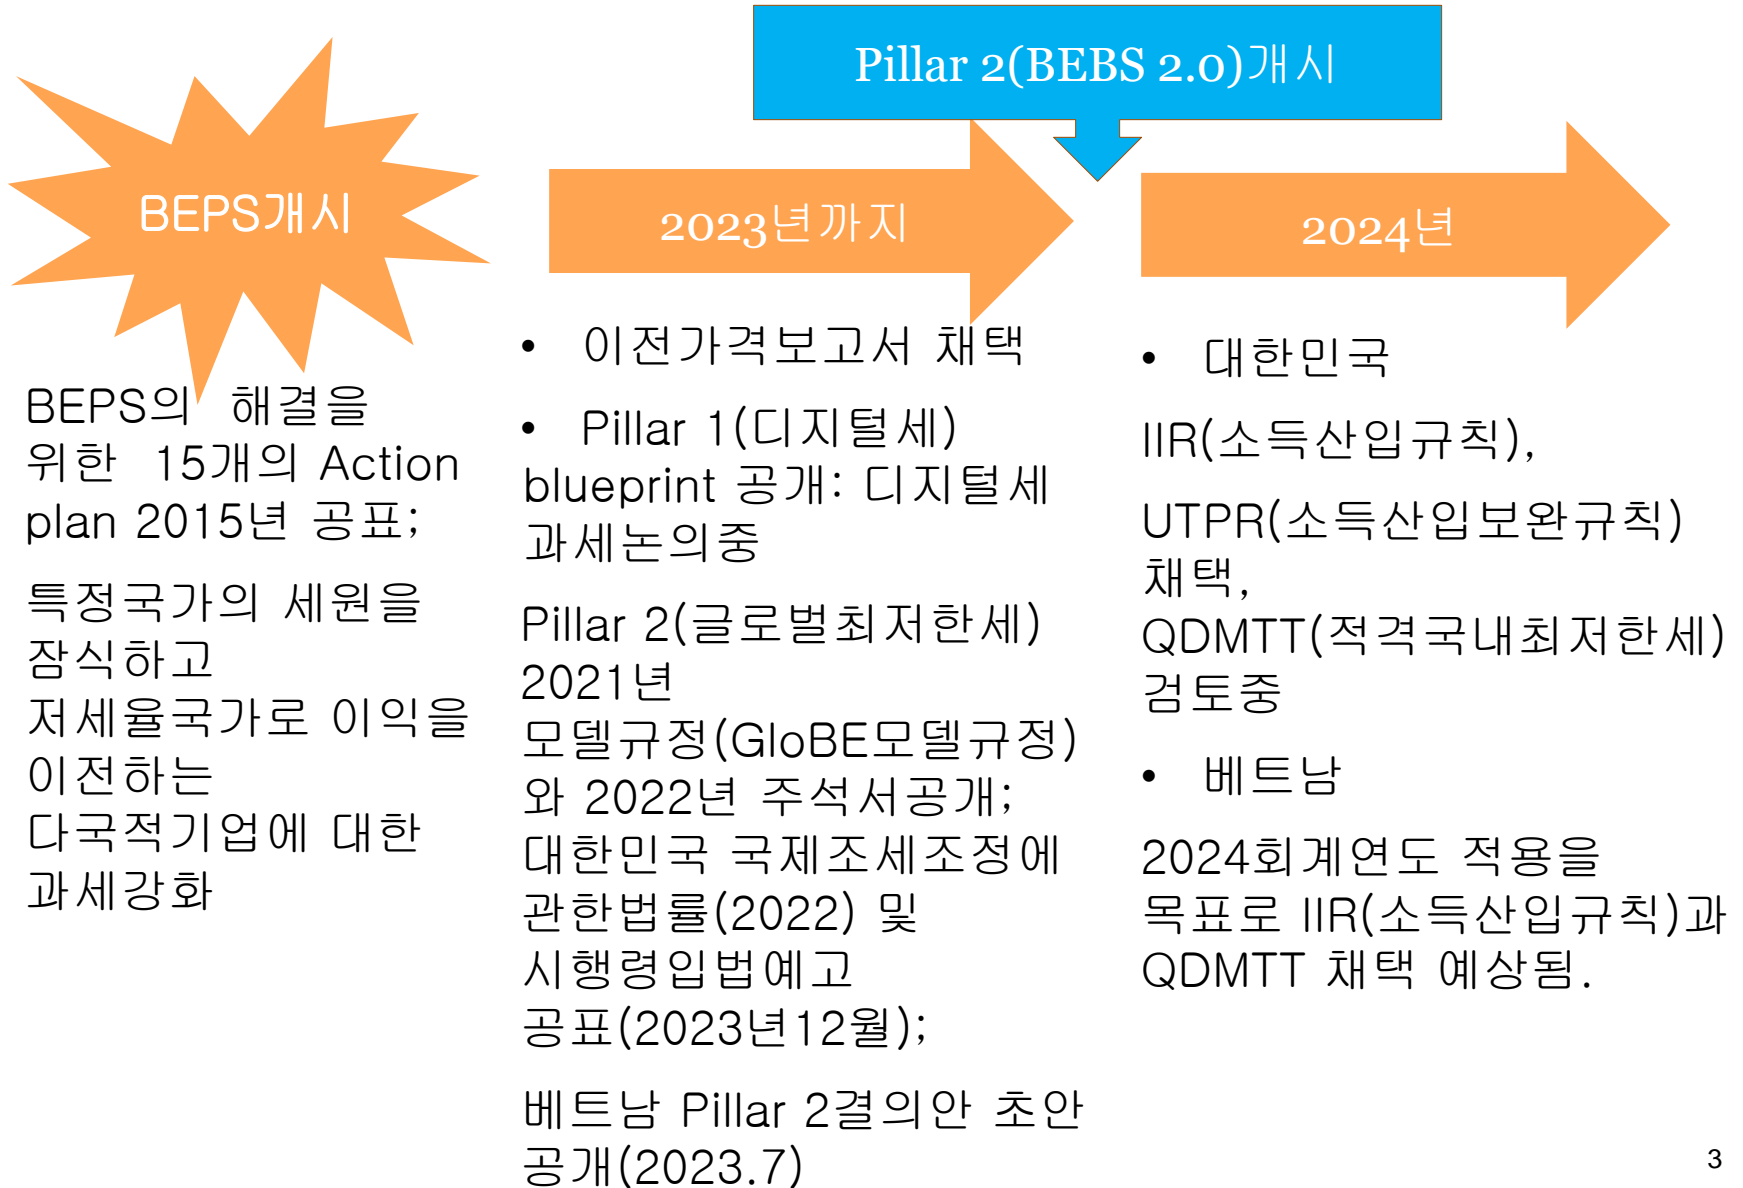 Pillar 2(BEBS 2.0)개시
BEPS개시
BEPS의 해결을
위한 15개의 Action
plan 2015년 공표;
특정국가의 세원을
잠식하고
저세율국가로 이익을
이전하는
다국적기업에 대한
과세강화
2023년까지
• 이전가격보고서 채택
• Pillar 1(디지털세)
blueprint 공개: 디지털세
과세논의중
Pillar 2(글로벌최저한세)
2021년
모델규정(GloBE모델규정)
와 2022년 주석서공개;
대한민국 국제조세조정에
관한법률(2022) 및
시행령입법예고
공표(2023년12월);
베트남 Pillar 2결의안 초안
공개(2023.7)
2024년
• 대한민국
IIR(소득산입규칙),
UTPR(소득산입보완규칙)
채택,
QDMTT(적격국내최저한세)
검토중
• 베트남
2024회계연도 적용을
목표로 IIR(소득산입규칙)과
QDMTT 채택 예상됨.
3